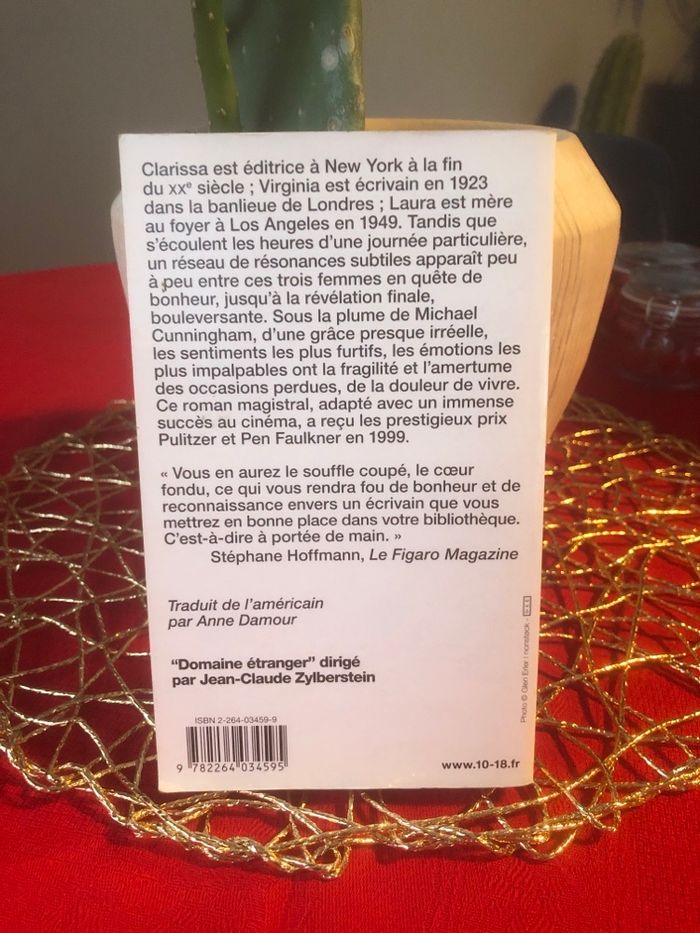 Clarissa est éditrice à New York à la fin
du XXe siècle ; Virginia est écrivain en 1923
dans la banlieue de Londres ; Laura est mère
au foyer à Los Angeles en 1949. Tandis que
s'écoulent les heures d'une journée particulière,
un réseau de résonances subtiles apparaît peu
à peu entre ces trois femmes en quête de
bonheur, jusqu'à la révélation finale,
bouleversante. Sous la plume de Michael
Cunningham, d'une grâce presque irréelle,
les sentiments les plus furtifs, les émotions les
plus impalpables ont la fragilité et l'amertume
des occasions perdues, de la douleur de vivre.
Ce roman magistral, adapté avec un immense
succès au cinéma, a reçu les prestigieux prix
Pulitzer et Pen Faulkner en 1999.
« Vous en aurez le souffle coupé, le cœur
fondu, ce qui vous rendra fou de bonheur et de
reconnaissance envers un écrivain que vous
mettrez en bonne place dans votre bibliothèque.
C'est-à-dire à portée de main. »
Stéphane Hoffmann, Le Figaro Magazine
Traduit de l'américain
par Anne Damour
"Domaine étranger" dirigé
par Jean-Claude Zylberstein
Photo © Glen Erler / nonstock -
ISBN 2-264-03459-9
9 782264 034595
www.10-18.fr